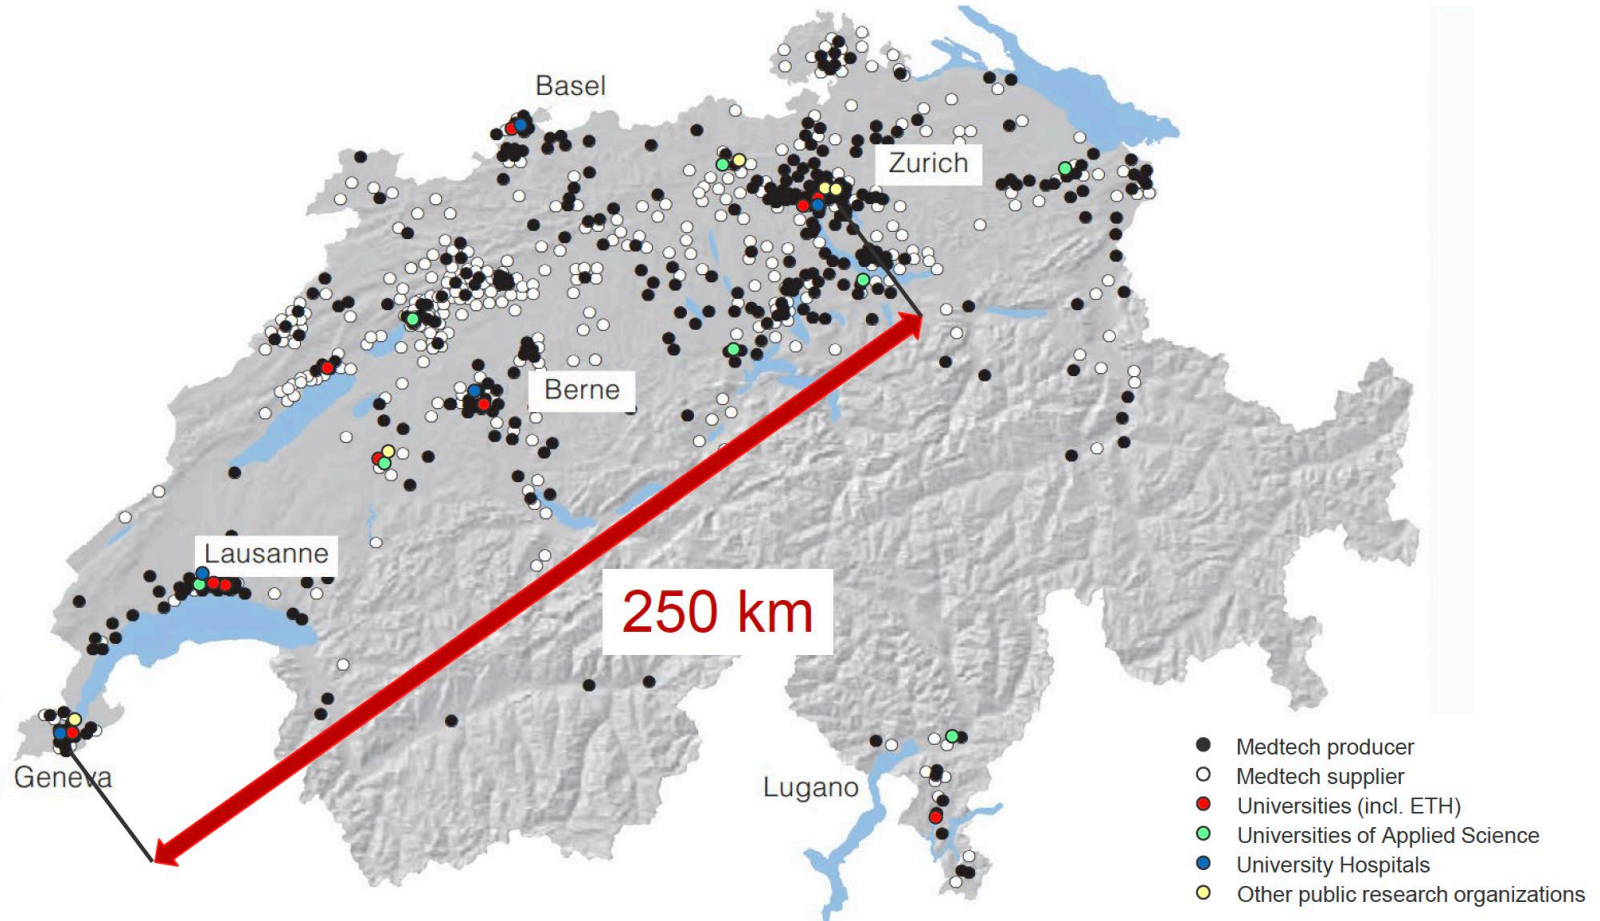 Basel
Zurich
Berne
Lausanne
250 km
Geneva
Lugano
Medtech producer
Medtech supplier
Universities (incl. ETH)
Universities of Applied Science
University Hospitals
Other public research organizations